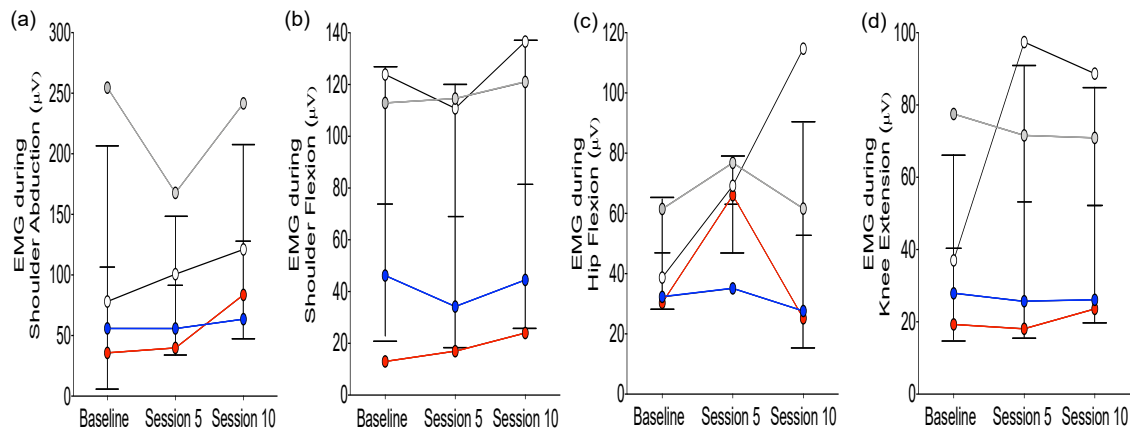 (a)
EMG during
Shoulder Abduction (µV)
300
250
200
150
100
50
0
Baseline Session 5 Session 10
(b)
EMG during
Shoulder Flexion (µV)
140
120
100
80
60
40
20
0
Baseline Session 5 Session 10
(c)
EMG during
Hip Flexion (µV)
120
100
80
60
40
20
0
Baseline Session 5 Session 10
(d)
EMG during
Knee Extension (µV)
100
80
60
40
20
0
Baseline Session 5 Session 10